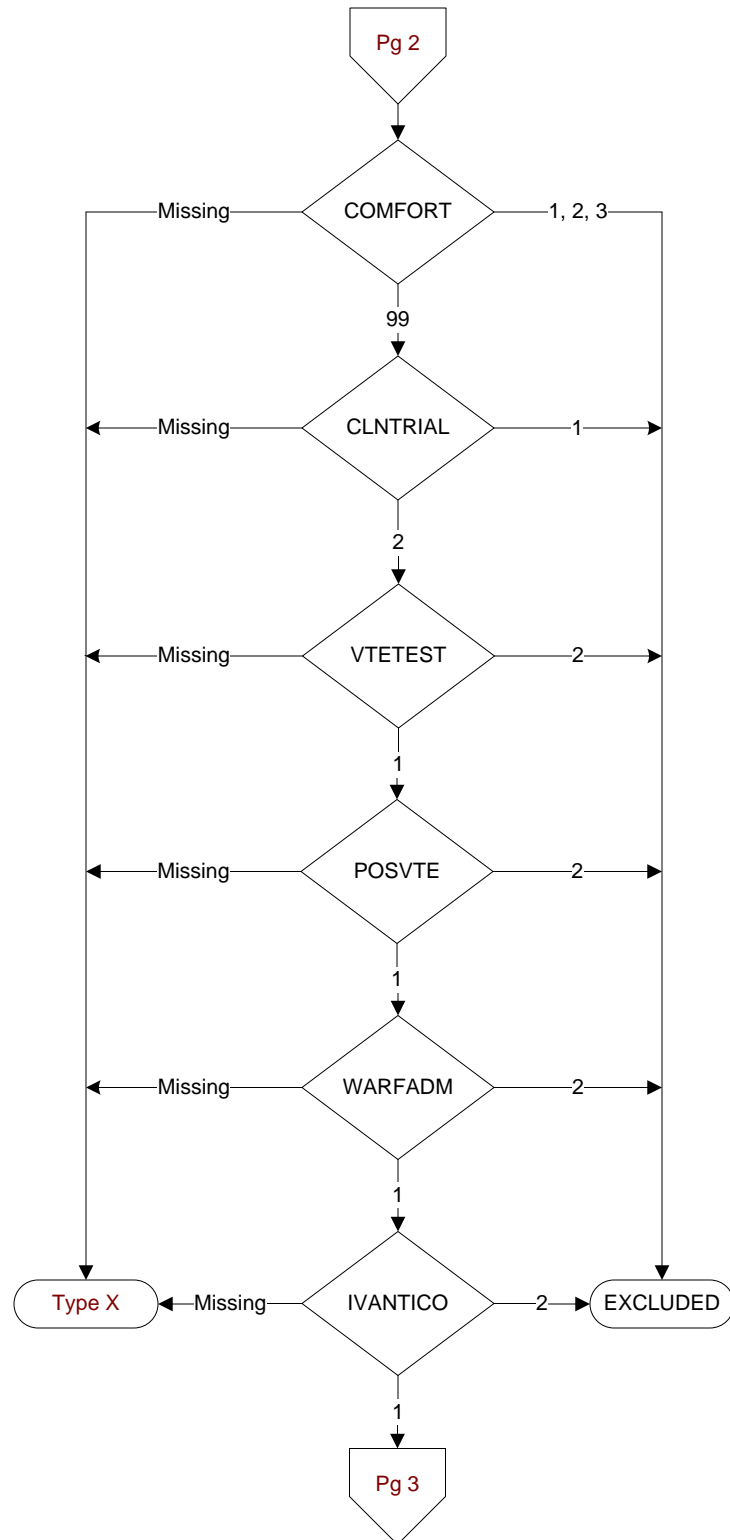 Pg 2
COMFORT
Missing
1, 2, 3
99
CLNTRIAL
Missing
1
2
VTETEST
Missing
2
1
POSVTE
Missing
2
1
WARFADM
Missing
2
1
Type X
Missing
IVANTICO
2
EXCLUDED
1
Pg 3